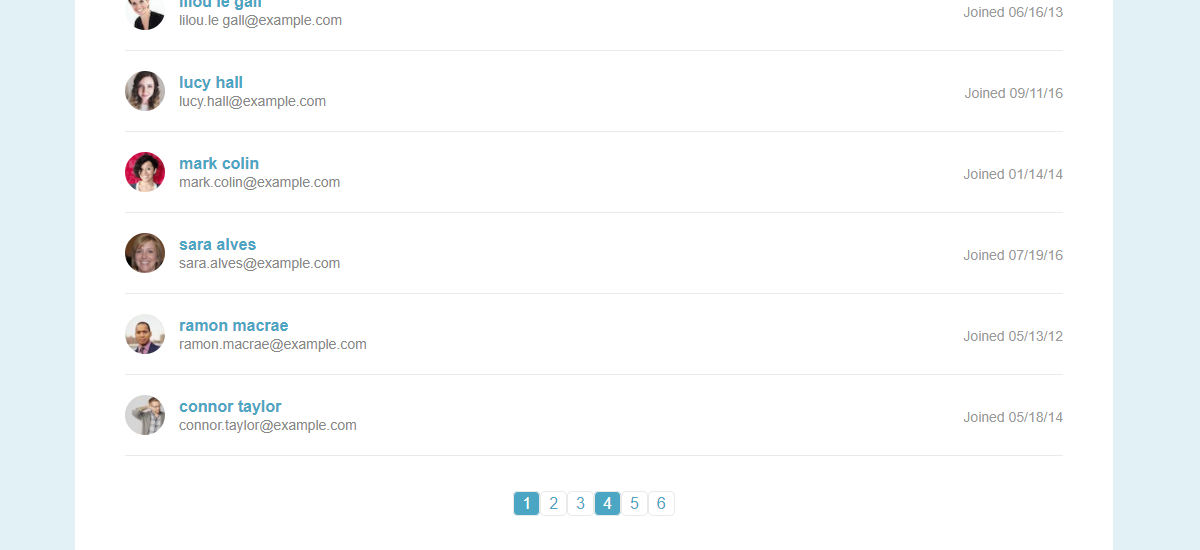 lilou le gall
lilou.le gall@example.com
Joined 06/16/13
lucy hall
lucy.hall@example.com
Joined 09/11/16
mark colin
mark.colin@example.com
Joined 01/14/14
sara alves
sara.alves@example.com
Joined 07/19/16
ramon macrae
ramon.macrae@example.com
Joined 05/13/12
connor taylor
connor.taylor@example.com
Joined 05/18/14
1 2 3 4 5 6